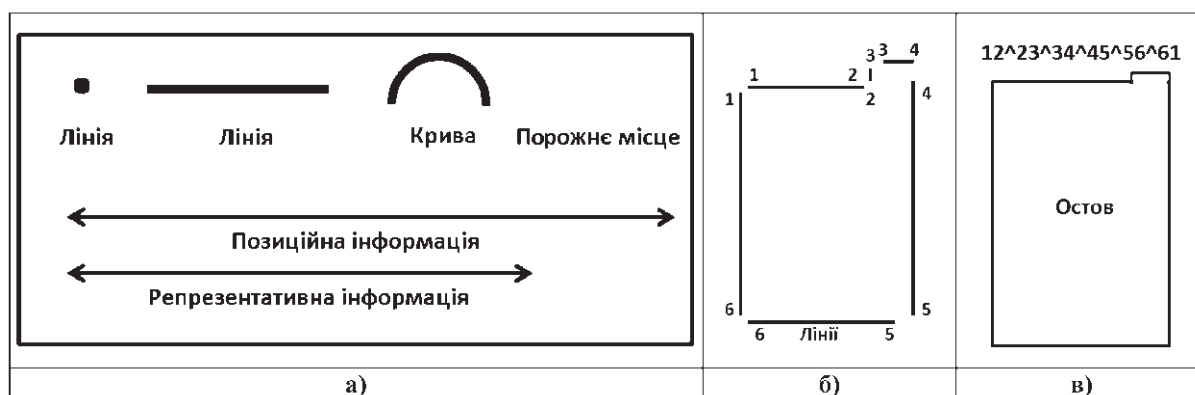 Лінія Лінія Крива Порожнє місце
Позиційна інформація
Репрезентативна інформація
а)
3 4
3
1 2
1 2 4
6 5
6 Лінії 5
б)
12^23^34^45^56^61
Остов
в)